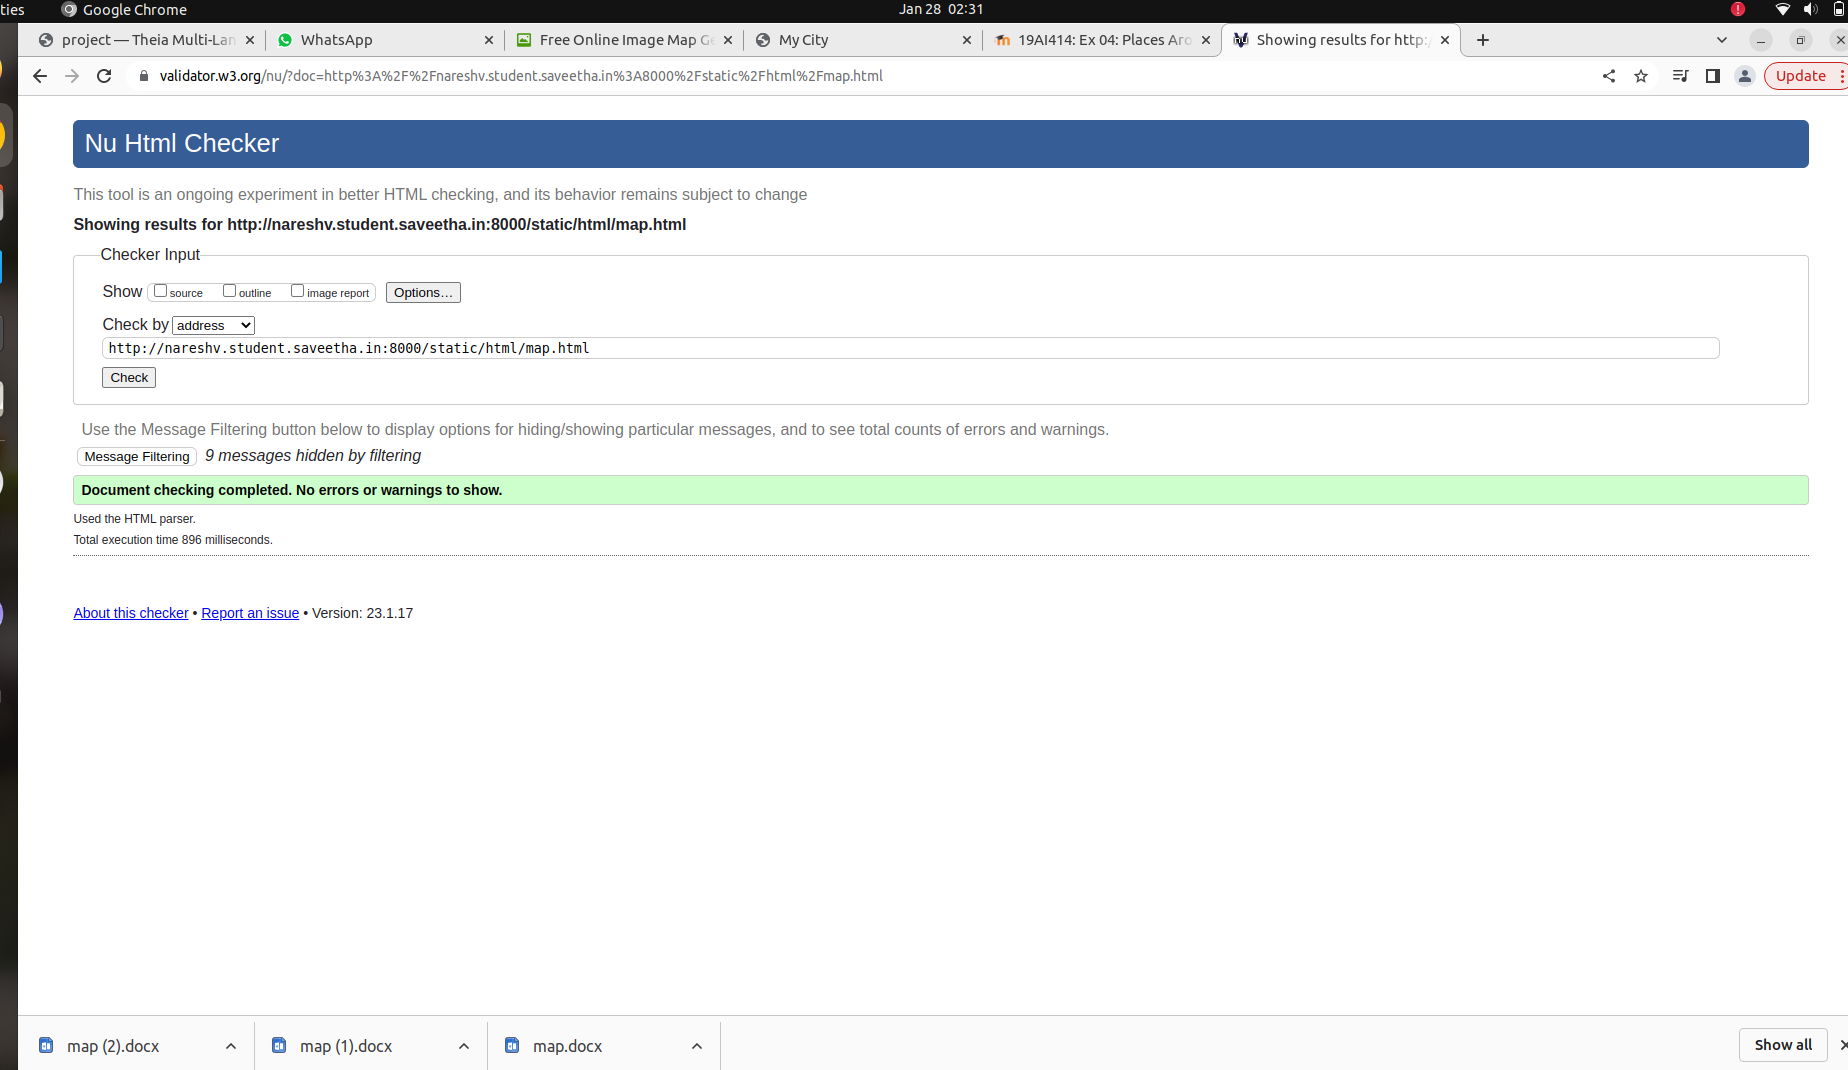 ties Google Chrome Jan 28 02:31
project — Theia Multi-Lan WhatsApp Free Online Image Map Ge My City 19AI414: Ex 04: Places Aro Showing results for http:/
validator.w3.org/nu/?doc=http%3A%2F%2Fnareshv.student.saveetha.in%3A8000%2Fstatic%2Fhtml%2Fmap.html Update
Nu Html Checker
This tool is an ongoing experiment in better HTML checking, and its behavior remains subject to change
Showing results for http://nareshv.student.saveetha.in:8000/static/html/map.html
Checker Input
Show source outline image report Options...
Check by address
http://nareshv.student.saveetha.in:8000/static/html/map.html
Check
Use the Message Filtering button below to display options for hiding/showing particular messages, and to see total counts of errors and warnings.
Message Filtering 9 messages hidden by filtering
Document checking completed. No errors or warnings to show.
Used the HTML parser.
Total execution time 896 milliseconds.
About this checker • Report an issue • Version: 23.1.17
map (2).docx map (1).docx map.docx Show all